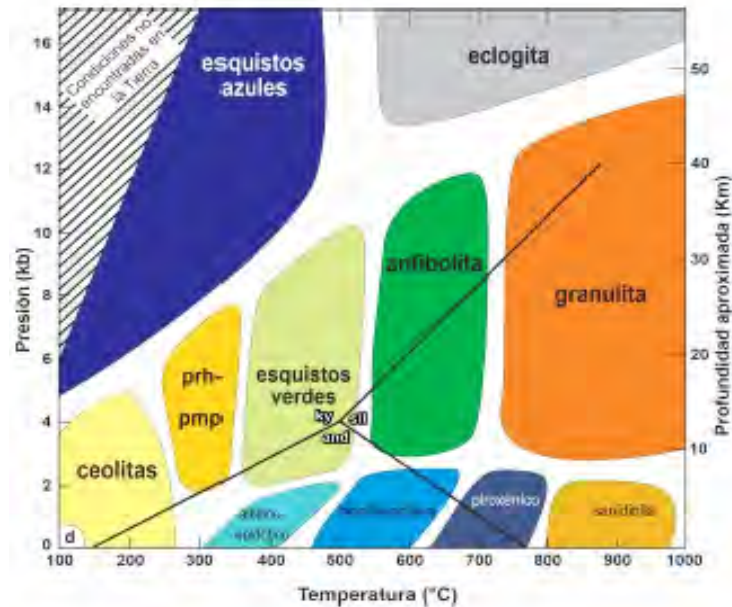 16
14
12
10
8
6
4
2
0
Presión (kb)
Condiciones no
encontradas en
la Tierra
esquistos
azules
eclogita
anfibolita
granulita
prh-
pmp
esquistos
verdes
ky
sil
and
ceolitas
piroxénico
sanidinita
d
50
40
30
20
10
Profundidad aproximada (Km)
100 200 300 400 500 600 700 800 900 1000
Temperatura (°C)